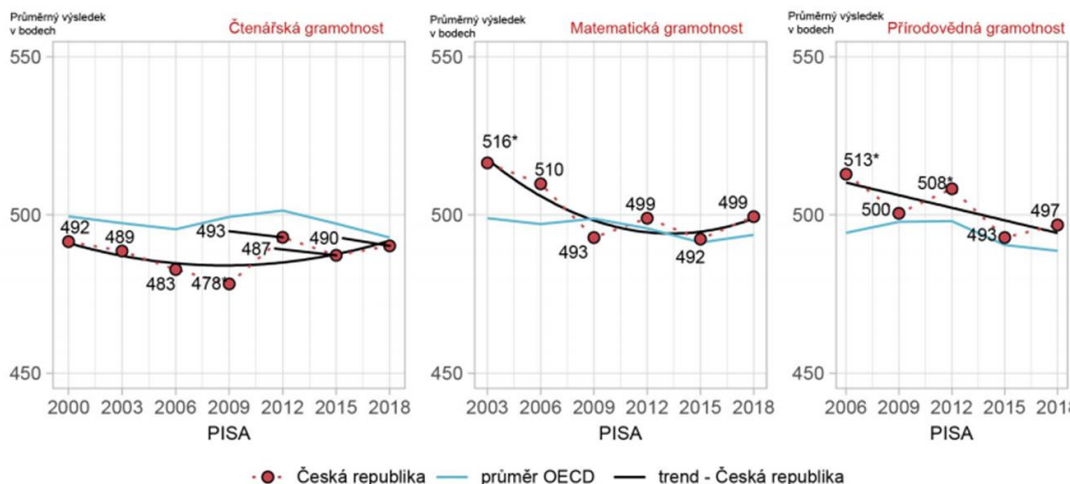 Průměrný výsledek
v bodech
Čtenářská gramotnost
550
500
450
492
489
483
478*
493
487
490
2000 2003 2006 2009 2012 2015 2018
PISA
Průměrný výsledek
v bodech
Matematická gramotnost
550
500
450
516*
510
493
499
492
499
2003 2006 2009 2012 2015 2018
PISA
Průměrný výsledek
v bodech
Přírodovědná gramotnost
550
500
450
513*
500
508*
493
497
2006 2009 2012 2015 2018
PISA
Česká republika průměr OECD trend - Česká republika